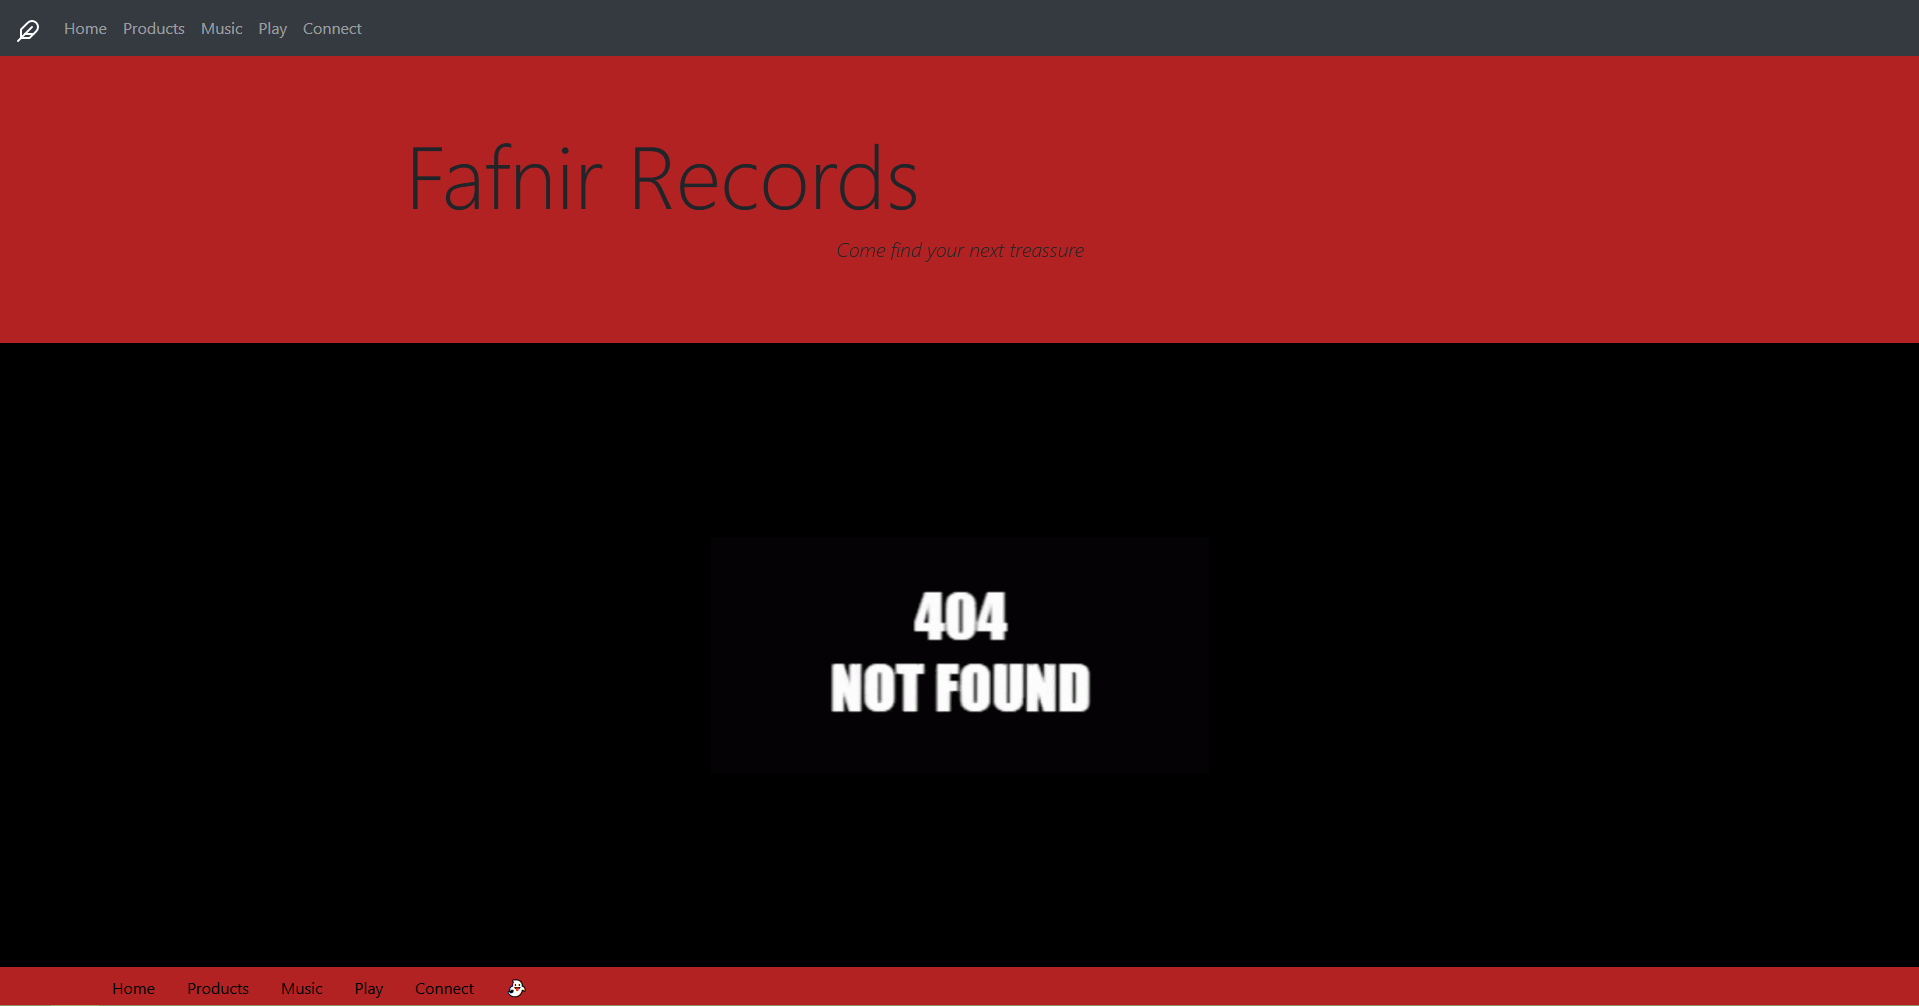 Home Products Music Play Connect
Fafnir Records
Come find your next treassure
404
NOT FOUND
Home Products Music Play Connect